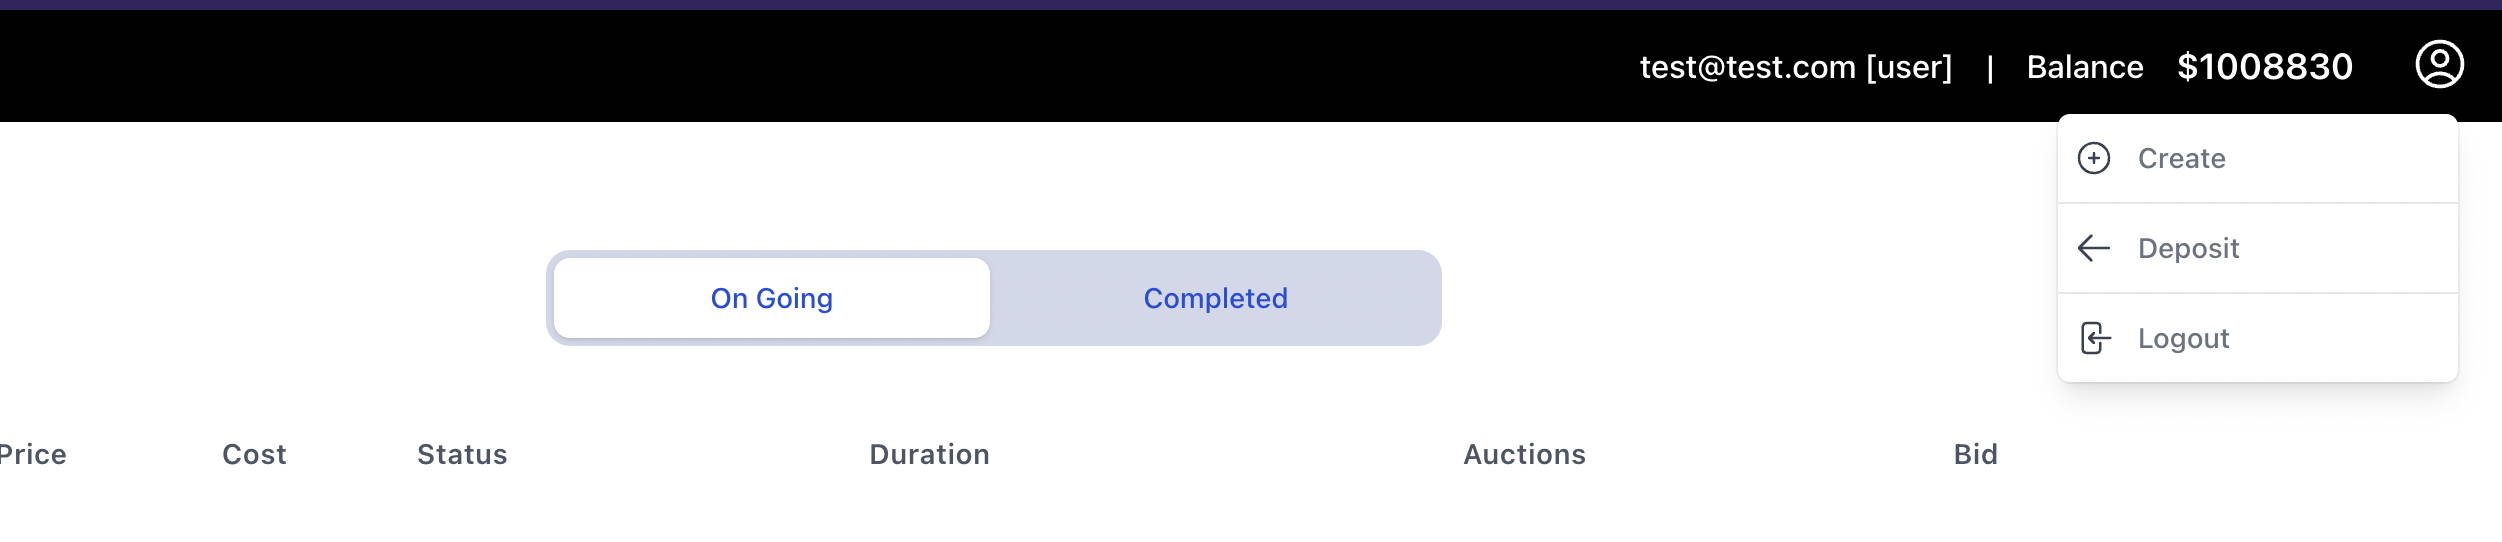 test@test.com [user] | Balance $1008830
Create
Deposit
Logout
On Going Completed
Price Cost Status Duration Auctions Bid